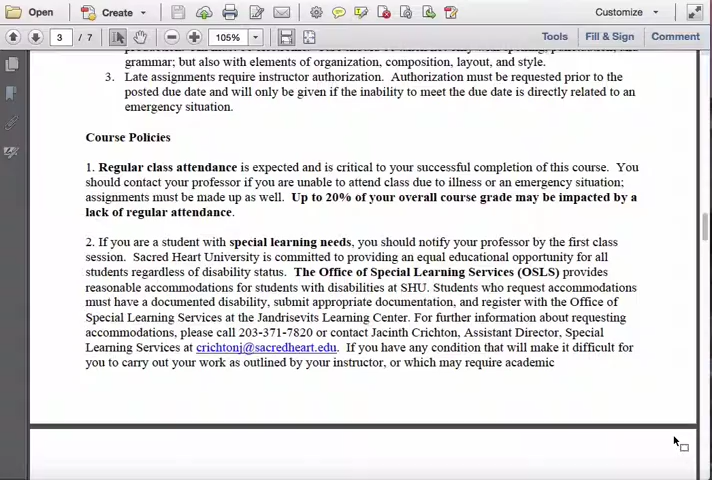 Open Create Customize
3 / 7 105% Tools Fill & Sign Comment
grammar; but also with elements of organization, composition, layout, and style.
3. Late assignments require instructor authorization. Authorization must be requested prior to the
posted due date and will only be given if the inability to meet the due date is directly related to an
emergency situation.
Course Policies
1. Regular class attendance is expected and is critical to your successful completion of this course. You
should contact your professor if you are unable to attend class due to illness or an emergency situation;
assignments must be made up as well. Up to 20% of your overall course grade may be impacted by a
lack of regular attendance.
2. If you are a student with special learning needs, you should notify your professor by the first class
session. Sacred Heart University is committed to providing an equal educational opportunity for all
students regardless of disability status. The Office of Special Learning Services (OSLS) provides
reasonable accommodations for students with disabilities at SHU. Students who request accommodations
must have a documented disability, submit appropriate documentation, and register with the Office of
Special Learning Services at the Jandrisevits Learning Center. For further information about requesting
accommodations, please call 203-371-7820 or contact Jacinth Crichton, Assistant Director, Special
Learning Services at crichtonj@sacredheart.edu. If you have any condition that will make it difficult for
you to carry out your work as outlined by your instructor, or which may require academic